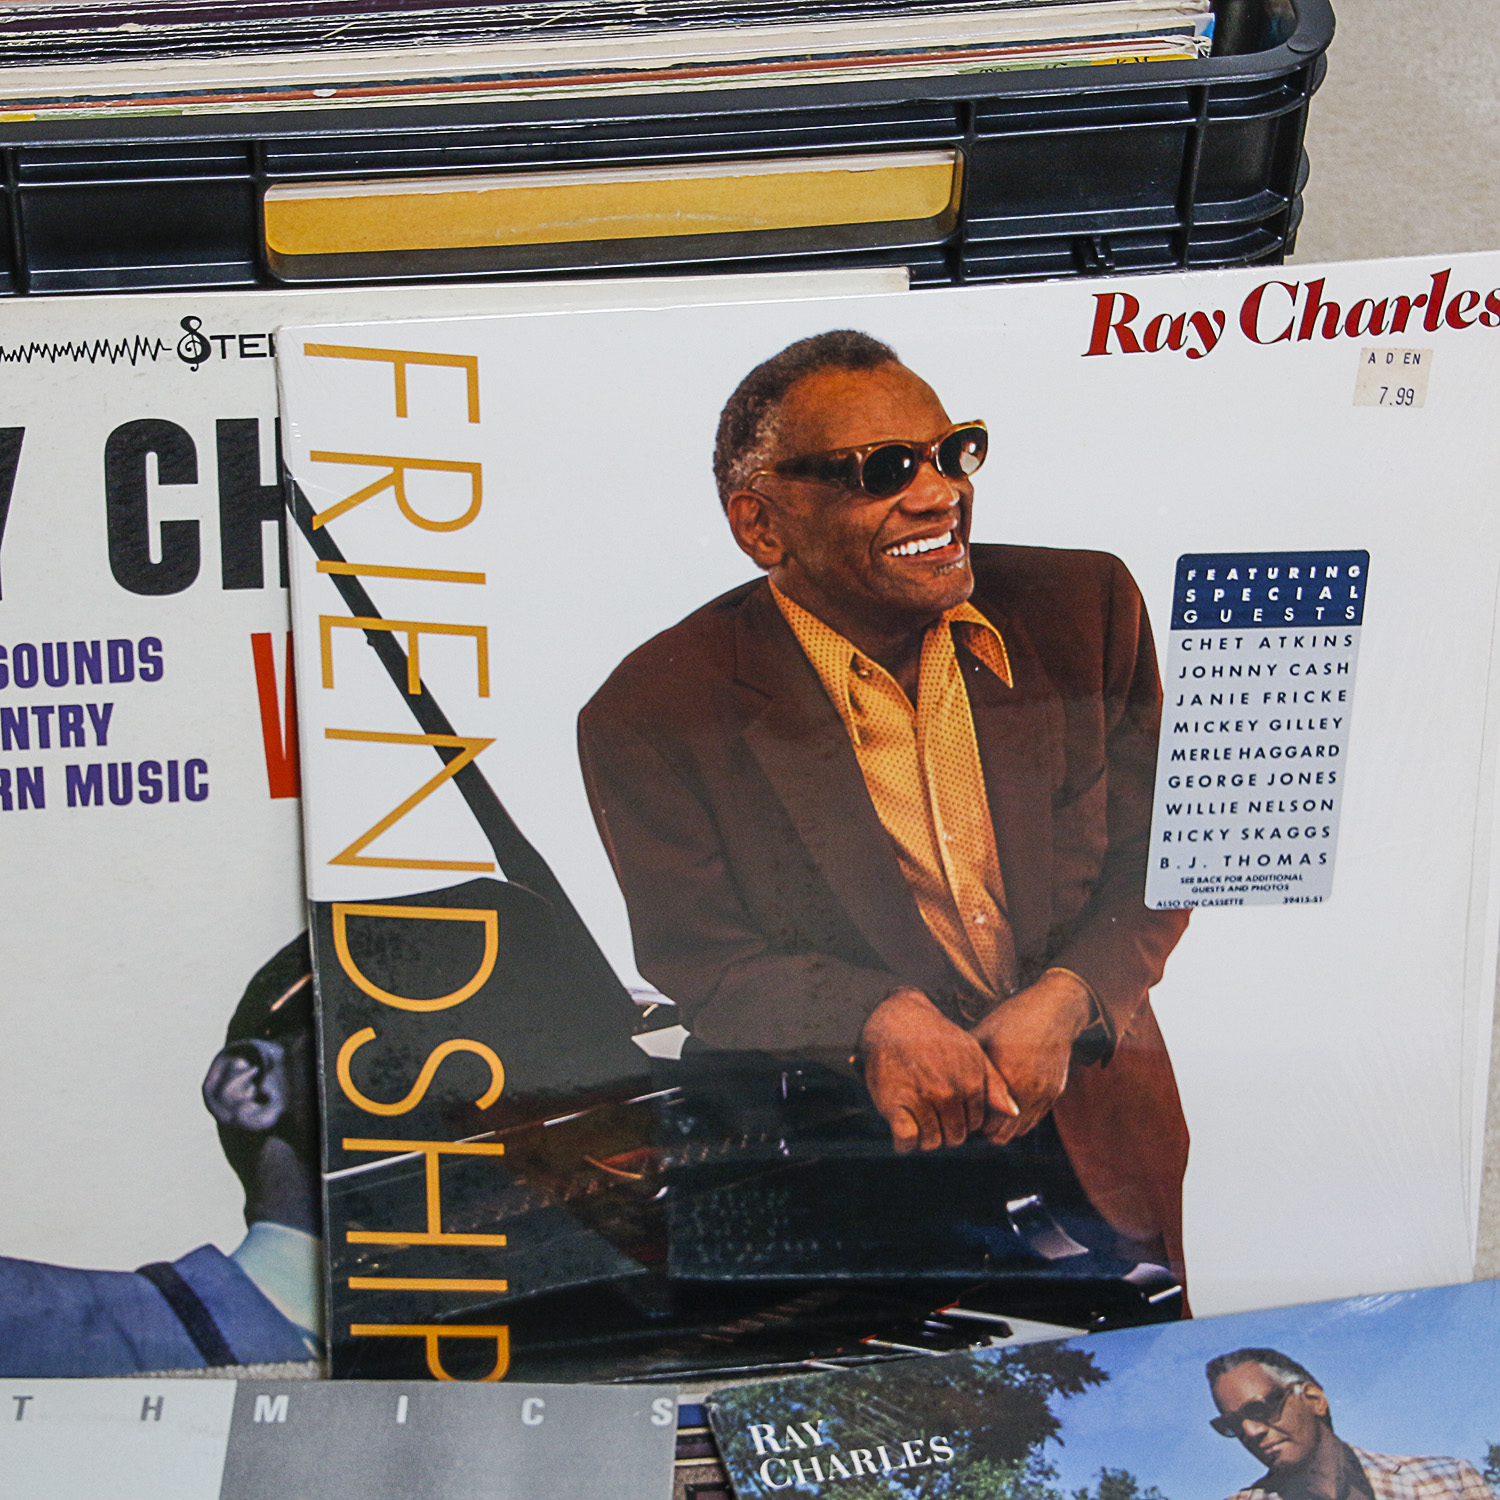 STE
Y CH
SOUNDS
NTRY
RN MUSIC
FRIENDSHIP
Ray Charles
A D EN
7.99
FEATURING
SPECIAL
GUESTS
CHET ATKINS
JOHNNY CASH
JANIE FRICKE
MICKEY GILLEY
MERLE HAGGARD
GEORGE JONES
WILLIE NELSON
RICKY SKAGGS
B.J. THOMAS
SEE BACK FOR ADDITIONAL
GUESTS AND PHOTOS
ALSO ON CASSETTE 39415-S1
THMICS
RAY
CHARLES